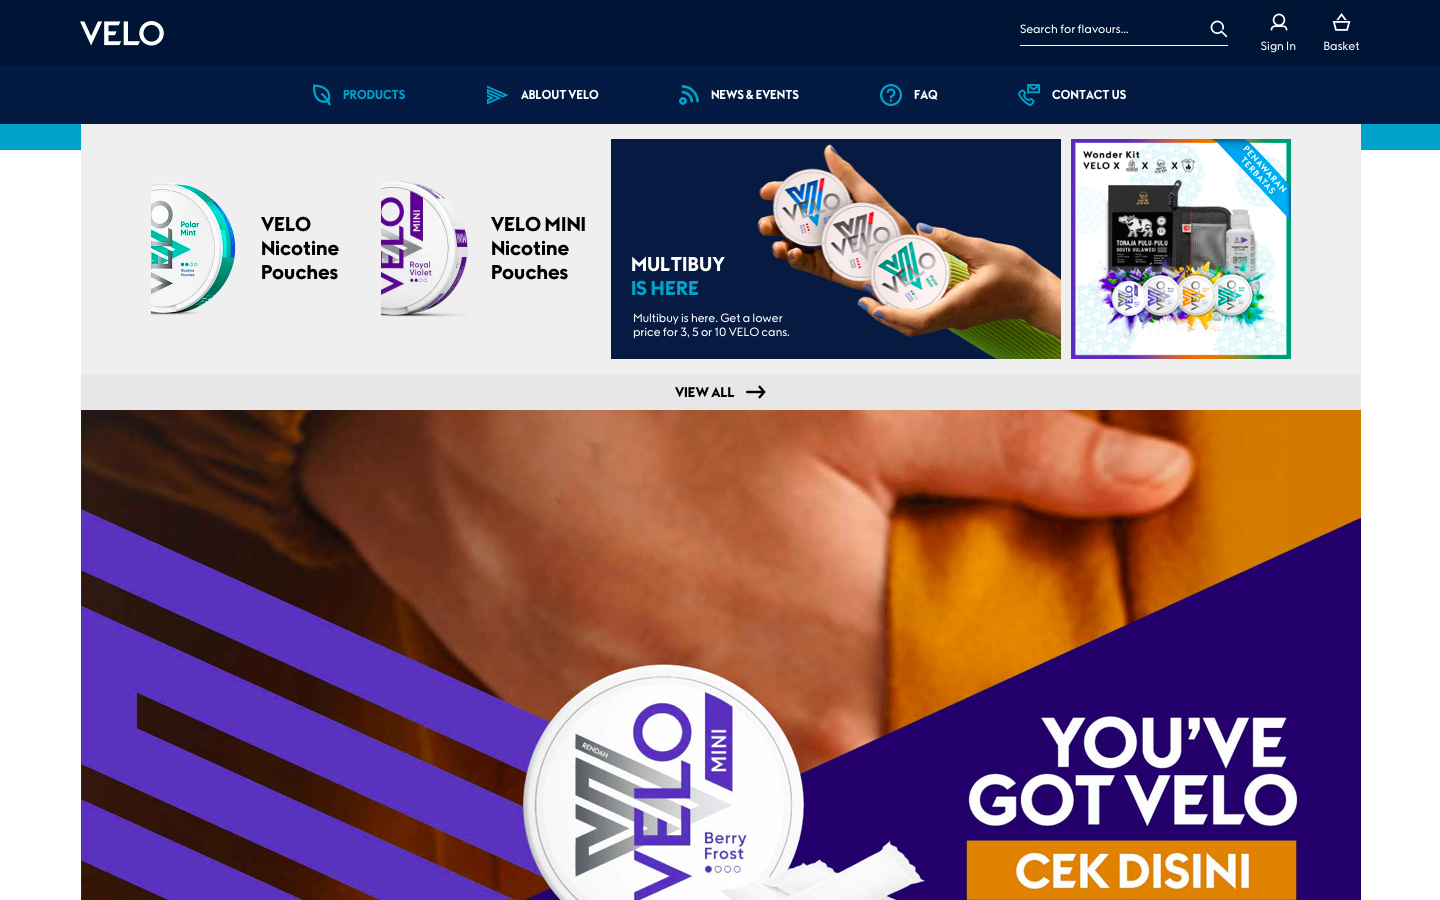 VELO
Search for flavours...
Sign In
Basket
PRODUCTS
ABLOUT VELO
NEWS & EVENTS
FAQ
CONTACT US
Polar
Mint
Nicotine
Pouches
VELO
Nicotine
Pouches
VELO
MINI
Royal
Violet
VELO MINI
Nicotine
Pouches
MULTIBUY
IS HERE
Multibuy is here. Get a lower
price for 3, 5 or 10 VELO cans.
VELO
VELO
VELO
Wonder Kit
VELO X X X
PENAWARAN
TERBATAS
TORAJA PULU-PULU
SOUTH SULAWESI
VELO
VIEW ALL
RENDAH
VELO
MINI
Berry
Frost
YOU'VE
GOT VELO
CEK DISINI